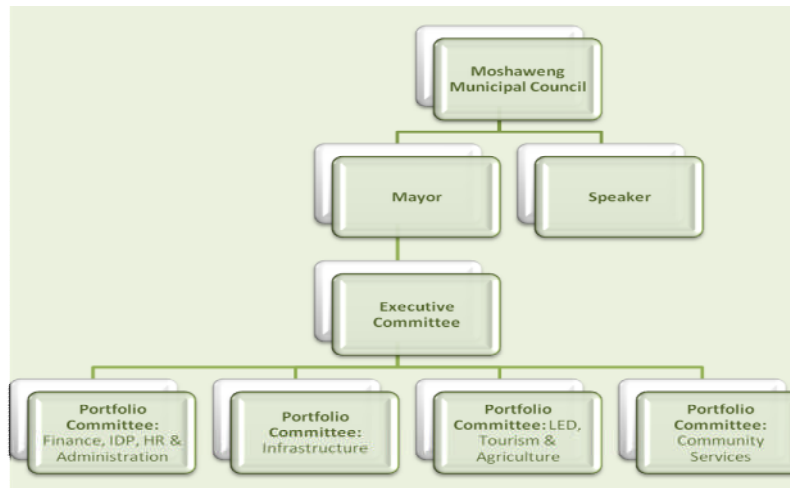 Moshaweng
Municipal Council
Mayor
Speaker
Executive
Committee
Portfolio
Committee:
Finance, IDP, HR &
Administration
Portfolio
Committee:
Infrastructure
Portfolio
Committee: LED,
Tourism &
Agriculture
Portfolio
Committee:
Community
Services